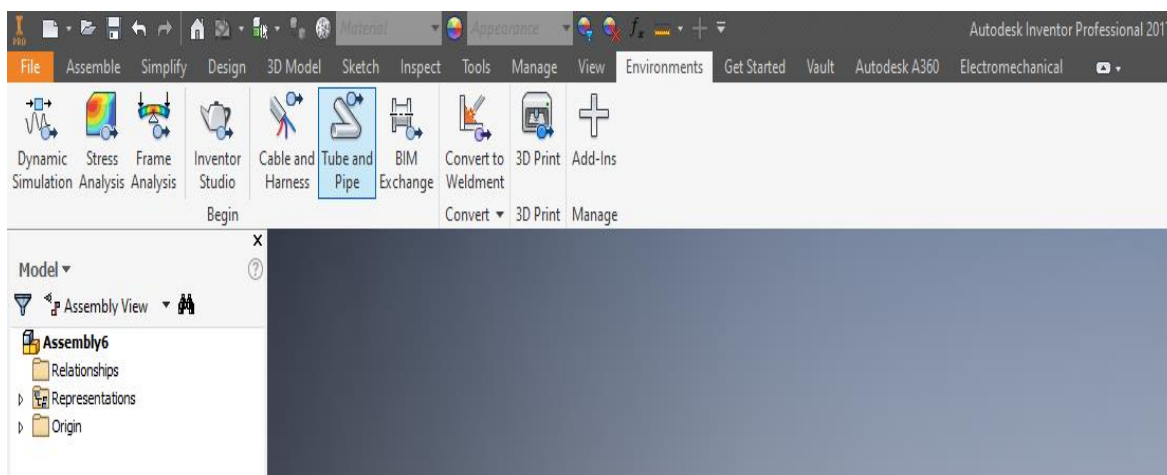 PRO Material Appearance fx Autodesk Inventor Professional 201
File Assemble Simplify Design 3D Model Sketch Inspect Tools Manage View Environments Get Started Vault Autodesk A360 Electromechanical
Dynamic Stress Frame Inventor Cable and Tube and BIM Convert to 3D Print Add-Ins
Simulation Analysis Analysis Studio Harness Pipe Exchange Weldment
Begin Convert 3D Print Manage
Model
Assembly View
Assembly6
Relationships
Representations
Origin